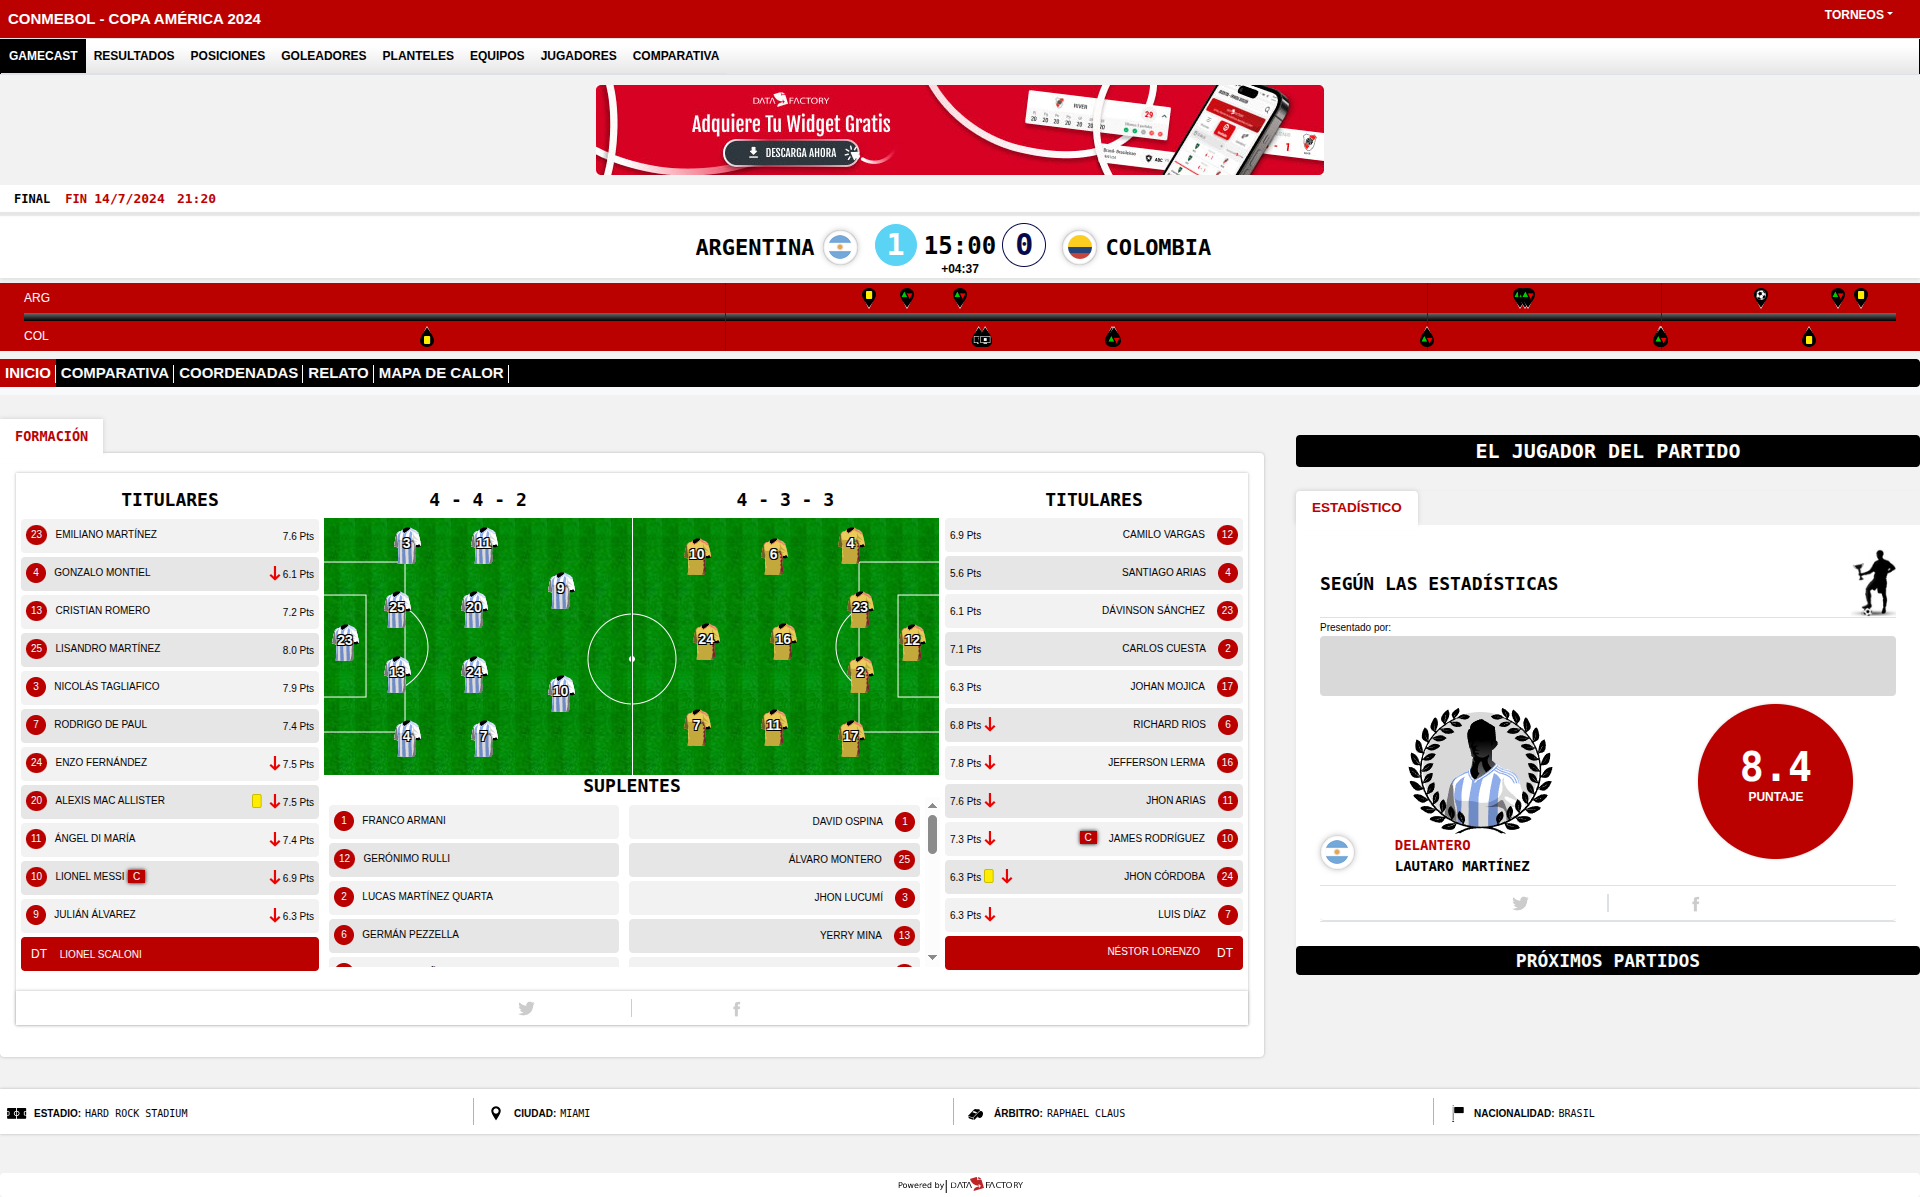 CONMEBOL - COPA AMÉRICA 2024
TORNEOS
GAMECAST RESULTADOS POSICIONES GOLEADORES PLANTELES EQUIPOS JUGADORES COMPARATIVA
DATA FACTORY
Adquiere Tu Widget Gratis
DESCARGA AHORA
RIVER
29
FINAL FIN 14/7/2024 21:20
ARGENTINA 1 15:00 0 COLOMBIA
+04:37
ARG
COL
INICIO COMPARATIVA COORDENADAS RELATO MAPA DE CALOR
FORMACIÓN
TITULARES
23 EMILIANO MARTÍNEZ 7.6 Pts
4 GONZALO MONTIEL 6.1 Pts
13 CRISTIAN ROMERO 7.2 Pts
25 LISANDRO MARTÍNEZ 8.0 Pts
3 NICOLÁS TAGLIAFICO 7.9 Pts
7 RODRIGO DE PAUL 7.4 Pts
24 ENZO FERNÁNDEZ 7.5 Pts
20 ALEXIS MAC ALLISTER 7.5 Pts
11 ÁNGEL DI MARÍA 7.4 Pts
10 LIONEL MESSI C 6.9 Pts
9 JULIÁN ÁLVAREZ 6.3 Pts
DT LIONEL SCALONI
4 - 4 - 2
4 - 3 - 3
3 11 10 6 4
9
25 20 23
23 24 16 12
13 24 2
10
4 7 7 11 17
SUPLENTES
1 FRANCO ARMANI
12 GERÓNIMO RULLI
2 LUCAS MARTÍNEZ QUARTA
6 GERMÁN PEZZELLA
DAVID OSPINA 1
ÁLVARO MONTERO 25
JHON LUCUMÍ 3
YERRY MINA 13
TITULARES
6.9 Pts CAMILO VARGAS 12
5.6 Pts SANTIAGO ARIAS 4
6.1 Pts DÁVINSON SÁNCHEZ 23
7.1 Pts CARLOS CUESTA 2
6.3 Pts JOHAN MOJICA 17
6.8 Pts RICHARD RIOS 6
7.8 Pts JEFFERSON LERMA 16
7.6 Pts JHON ARIAS 11
7.3 Pts C JAMES RODRÍGUEZ 10
6.3 Pts JHON CÓRDOBA 24
6.3 Pts LUIS DÍAZ 7
NÉSTOR LORENZO DT
EL JUGADOR DEL PARTIDO
ESTADÍSTICO
SEGÚN LAS ESTADÍSTICAS
Presentado por:
8.4
PUNTAJE
DELANTERO
LAUTARO MARTÍNEZ
PRÓXIMOS PARTIDOS
ESTADIO: HARD ROCK STADIUM
CIUDAD: MIAMI
ÁRBITRO: RAPHAEL CLAUS
NACIONALIDAD: BRASIL
Powered by | DATA FACTORY